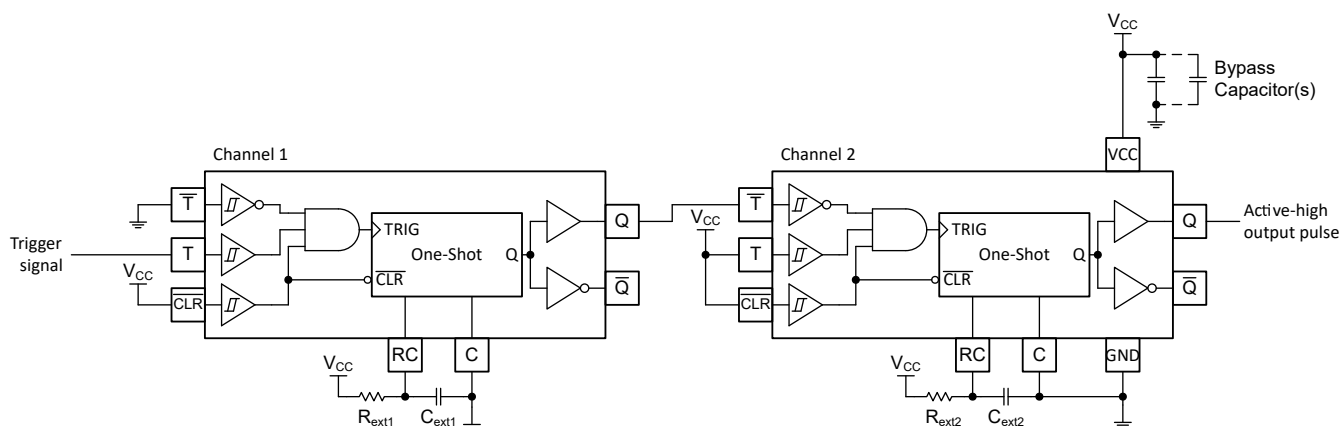 VCC
Bypass
Capacitor(s)
Channel 1
Channel 2
VCC
T
TRIG
One-Shot
Q
CLR
Q
Q
T
CLR
RC
C
Trigger
signal
VCC
VCC
Rext1
Cext1
T
VCC
T
CLR
TRIG
One-Shot
Q
CLR
Q
Q
Active-high
output pulse
RC
C
GND
VCC
Rext2
Cext2